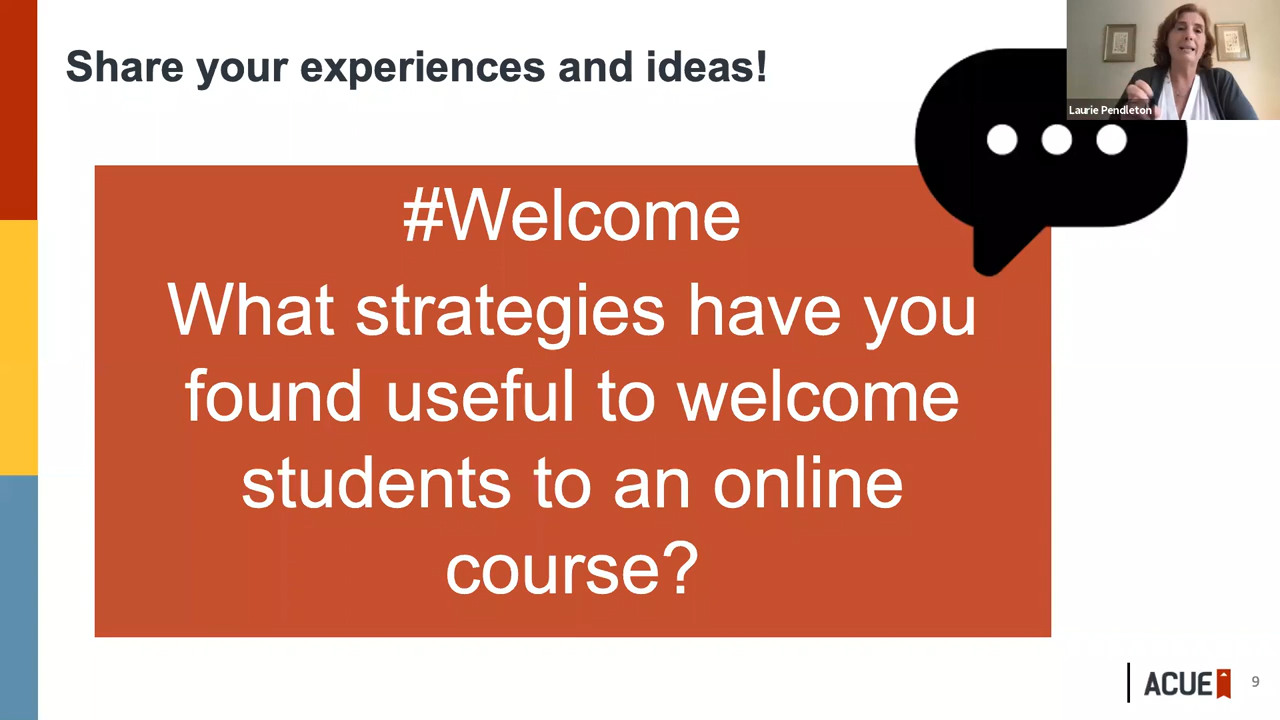 Share your experiences and ideas!
Laurie Pendleton
#Welcome
What strategies have you
found useful to welcome
students to an online
course?
ACUE
9